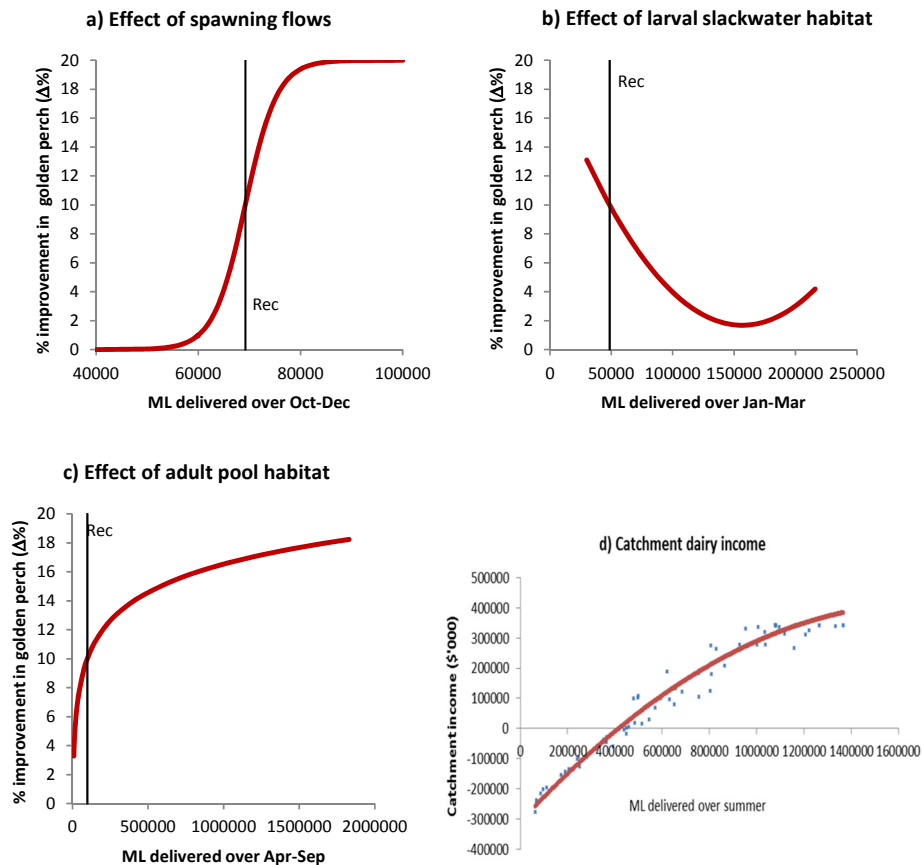 a) Effect of spawning flows
% improvement in golden perch (Δ%)
20
18
16
14
12
10
8
6
4
2
0
Rec
40000 60000 80000 100000
ML delivered over Oct-Dec
b) Effect of larval slackwater habitat
% improvement in golden perch (Δ%)
20
18
16
14
12
10
8
6
4
2
0
Rec
0 50000 100000 150000 200000 250000
ML delivered over Jan-Mar
c) Effect of adult pool habitat
% improvement in golden perch (Δ%)
20
18
16
14
12
10
8
6
4
2
0
Rec
0 500000 1000000 1500000 2000000
ML delivered over Apr-Sep
d) Catchment dairy income
Catchment income ($'000)
500000
400000
300000
200000
100000
0
-100000
-200000
-300000
-400000
0 200000 400000 600000 800000 1000000 1200000 1400000 1600000
ML delivered over summer